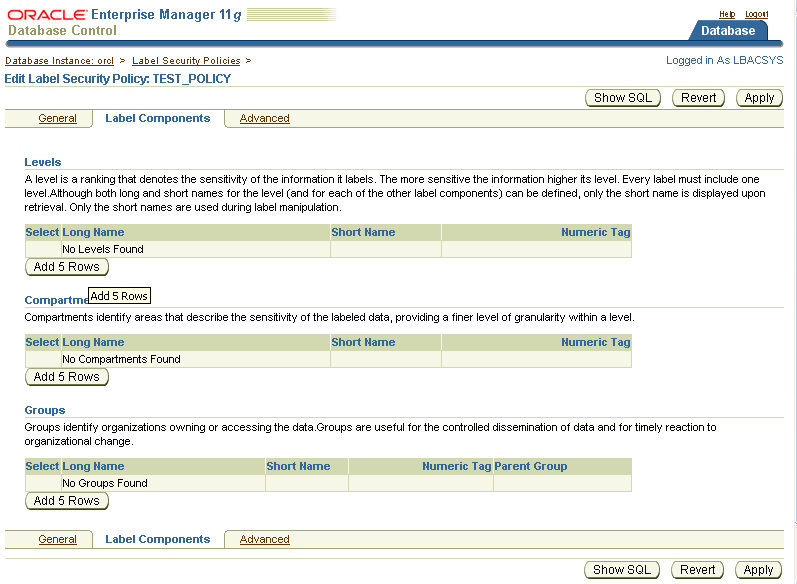 ORACLE Enterprise Manager 11g
Database Control
Help Logout
Database
Database Instance: orcl > Label Security Policies >
Logged in As LBACSYS
Edit Label Security Policy: TEST_POLICY
Show SQL Revert Apply
General Label Components Advanced
Levels
A level is a ranking that denotes the sensitivity of the information it labels. The more sensitive the information higher its level. Every label must include one
level.Although both long and short names for the level (and for each of the other label components) can be defined, only the short name is displayed upon
retrieval. Only the short names are used during label manipulation.
Select Long Name Short Name Numeric Tag
No Levels Found
Add 5 Rows
Add 5 Rows
Compartme
Compartments identify areas that describe the sensitivity of the labeled data, providing a finer level of granularity within a level.
Select Long Name Short Name Numeric Tag
No Compartments Found
Add 5 Rows
Groups
Groups identify organizations owning or accessing the data.Groups are useful for the controlled dissemination of data and for timely reaction to
organizational change.
Select Long Name Short Name Numeric Tag Parent Group
No Groups Found
Add 5 Rows
General Label Components Advanced
Show SQL Revert Apply